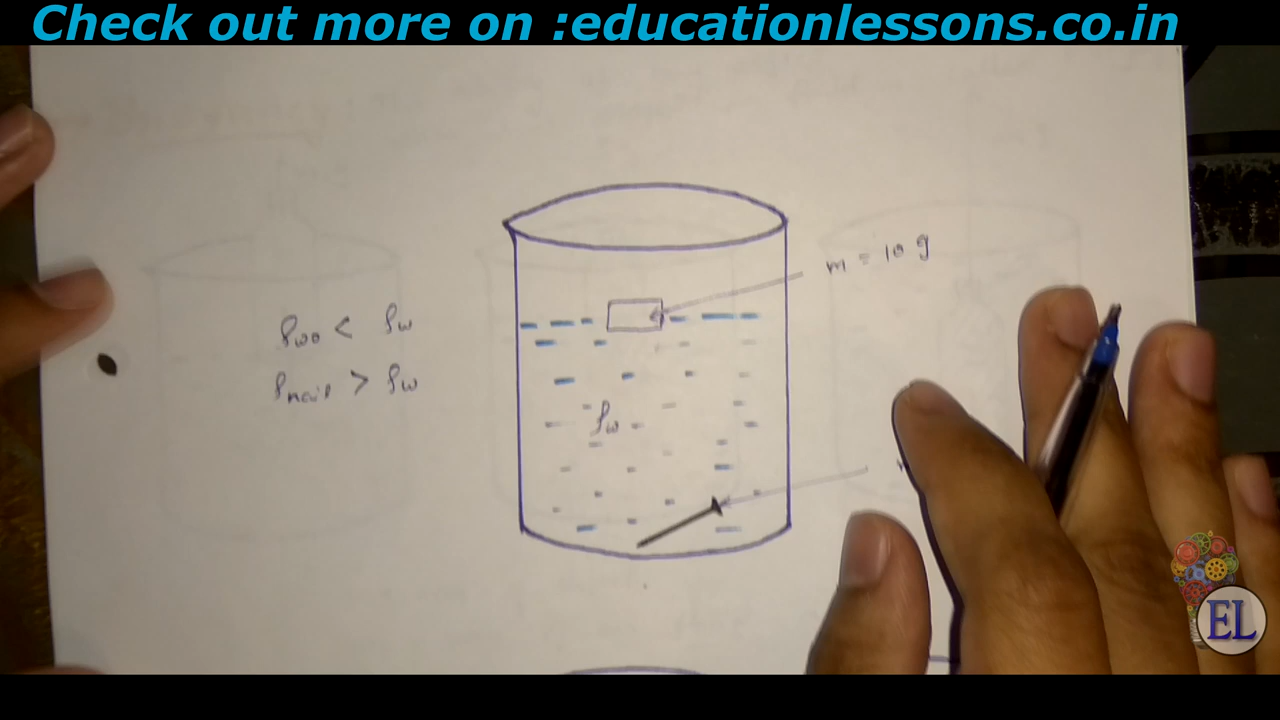 Check out more on :educationlessons.co.in
m = 10 g
ρwo < ρw
ρnail > ρw
ρw
EL